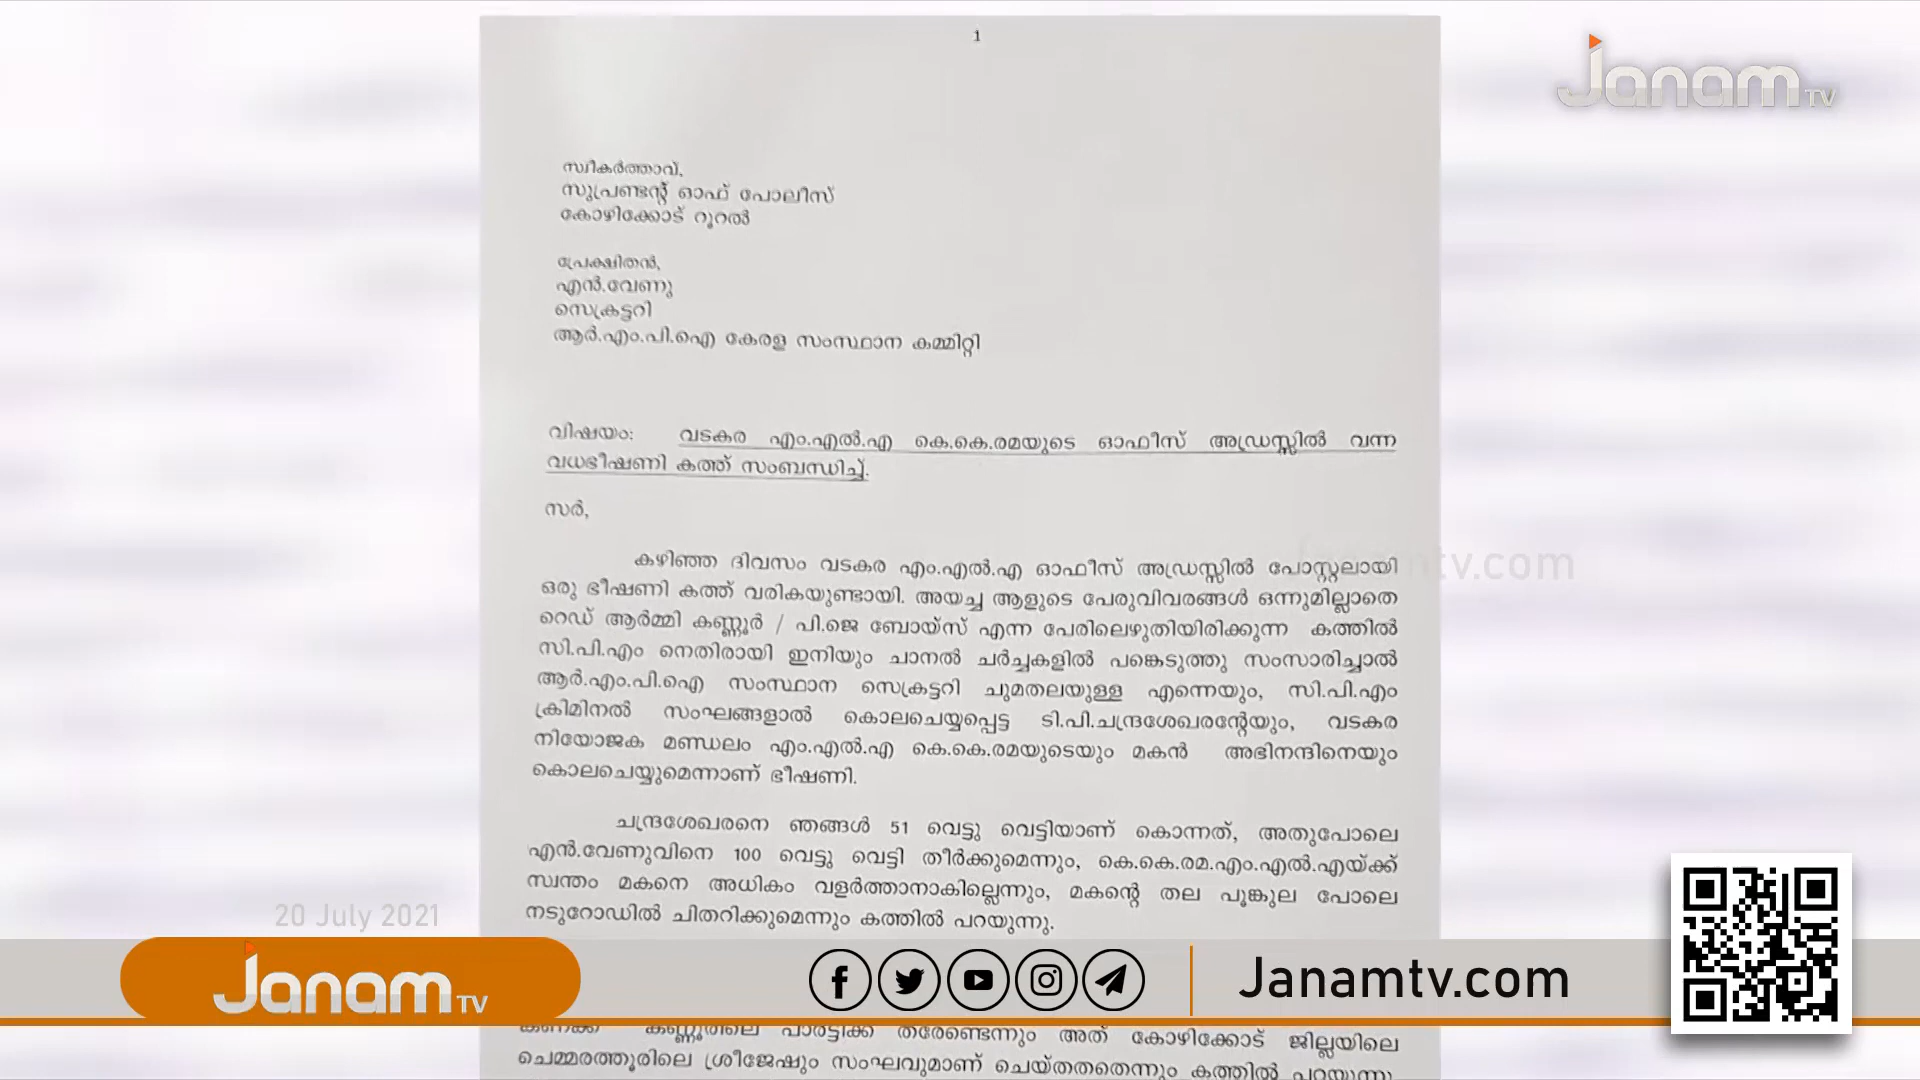 1
Janam TV
സ്വീകർത്താവ്,
സുപ്രണ്ടന്റ് ഓഫ് പോലീസ്
കോഴിക്കോട് റൂറൽ
പ്രേക്ഷിതൻ,
എൻ.വേണു
സെക്രട്ടറി
ആർ.എം.പി.ഐ കേരള സംസ്ഥാന കമ്മിറ്റി
വിഷയം: വടകര എം.എൽ.എ കെ.കെ.രമയുടെ ഓഫീസ് അഡ്രസ്സിൽ വന്ന
വധഭീഷണി കത്ത് സംബന്ധിച്ച്.
സർ,
കഴിഞ്ഞ ദിവസം വടകര എം.എൽ.എ ഓഫീസ് അഡ്രസ്സിൽ പോസ്റ്റലായി
ഒരു ഭീഷണി കത്ത് വരികയുണ്ടായി. അയച്ച ആളുടെ പേരുവിവരങ്ങൾ ഒന്നുമില്ലാതെ
റെഡ് ആർമ്മി കണ്ണൂർ / പി.ജെ ബോയ്സ് എന്ന പേരിലെഴുതിയിരിക്കുന്ന കത്തിൽ
സി.പി.എം നെതിരായി ഇനിയും ചാനൽ ചർച്ചകളിൽ പങ്കെടുത്തു സംസാരിച്ചാൽ
ആർ.എം.പി.ഐ സംസ്ഥാന സെക്രട്ടറി ചുമതലയുള്ള എന്നെയും, സി.പി.എം
ക്രിമിനൽ സംഘങ്ങളാൽ കൊലചെയ്യപ്പെട്ട ടി.പി.ചന്ദ്രശേഖരന്റേയും, വടകര
നിയോജക മണ്ഡലം എം.എൽ.എ കെ.കെ.രമയുടെയും മകൻ അഭിനന്ദിനെയും
കൊലചെയ്യുമെന്നാണ് ഭീഷണി.
ചന്ദ്രശേഖരനെ ഞങ്ങൾ 51 വെട്ടു വെട്ടിയാണ് കൊന്നത്, അതുപോലെ
എൻ.വേണുവിനെ 100 വെട്ടു വെട്ടി തീർക്കുമെന്നും, കെ.കെ.രമ.എം.എൽ.എയ്ക്ക്
സ്വന്തം മകനെ അധികം വളർത്താനാകില്ലെന്നും, മകന്റെ തല പൂങ്കുല പോലെ
നടുറോഡിൽ ചിതറിക്കുമെന്നും കത്തിൽ പറയുന്നു.
Janamtv.com
20 July 2021
Janam TV
Janamtv.com
തരേണ്ടെന്നും അത് കോഴിക്കോട് ജില്ലയിലെ
ചെമ്മരത്തൂരിലെ ശ്രീജേഷും സംഘവുമാണ് ചെയ്തതെന്നും കത്തിൽ പറയുന്നു.